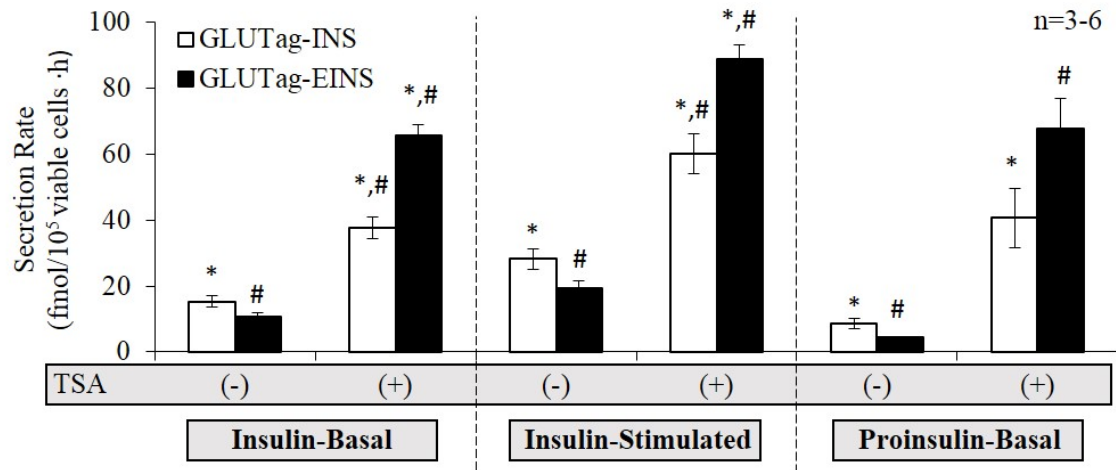 100
80
60
40
20
0
Secretion Rate
(fmol/10⁵ viable cells ·h)
GLUTag-INS
GLUTag-EINS
n=3-6
* # *,# *,# * # *,# *,# * # * #
TSA (-) (+) (-) (+) (-) (+)
Insulin-Basal Insulin-Stimulated Proinsulin-Basal